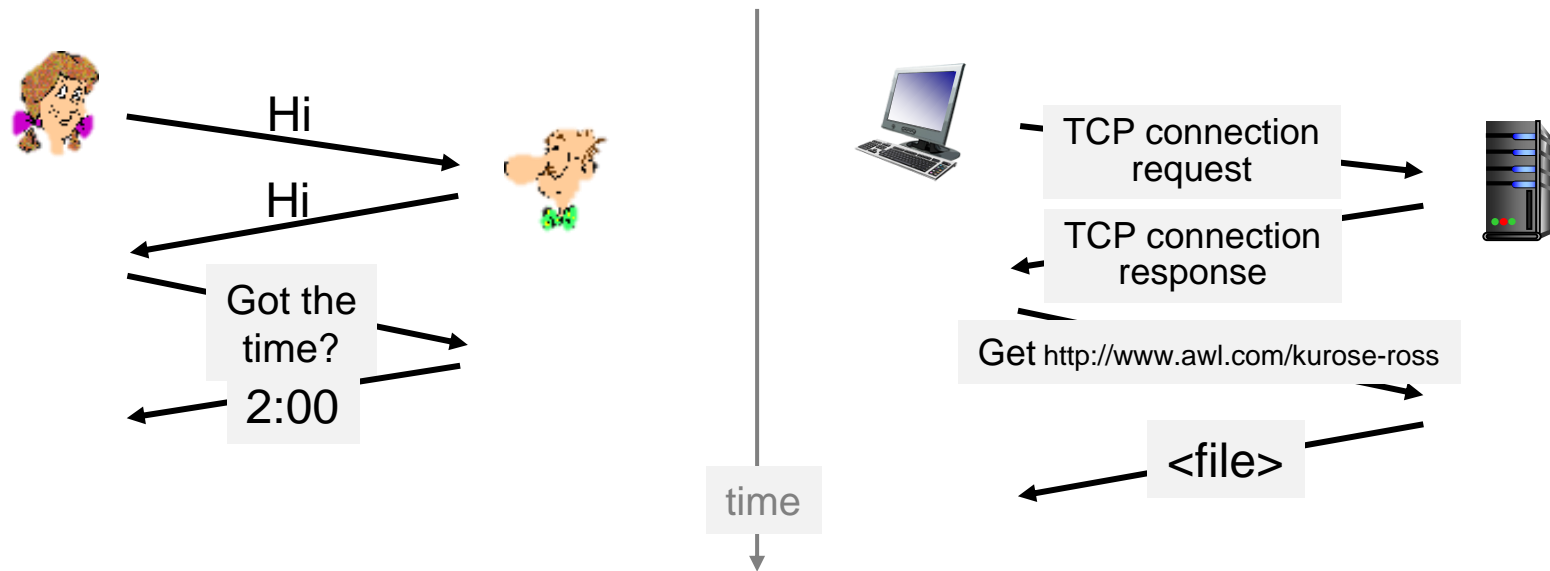 Hi
Hi
Got the
time?
2:00
time
TCP connection
request
TCP connection
response
Get http://www.awl.com/kurose-ross
<file>